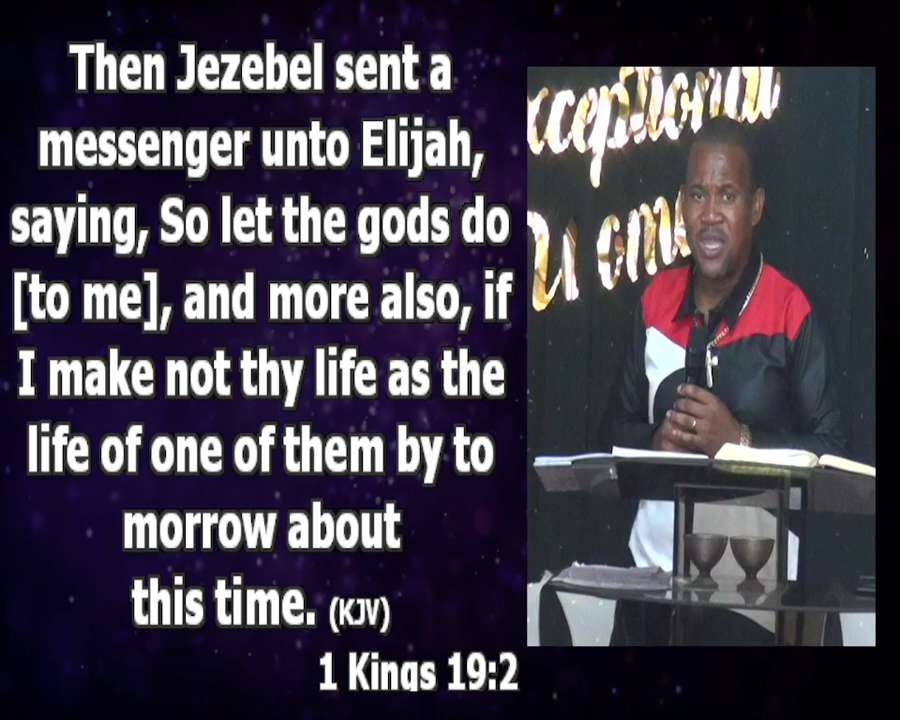 Then Jezebel sent a
messenger unto Elijah,
saying, So let the gods do
[to me], and more also, if
I make not thy life as the
life of one of them by to
morrow about
this time. (KJV)
1 Kings 19:2